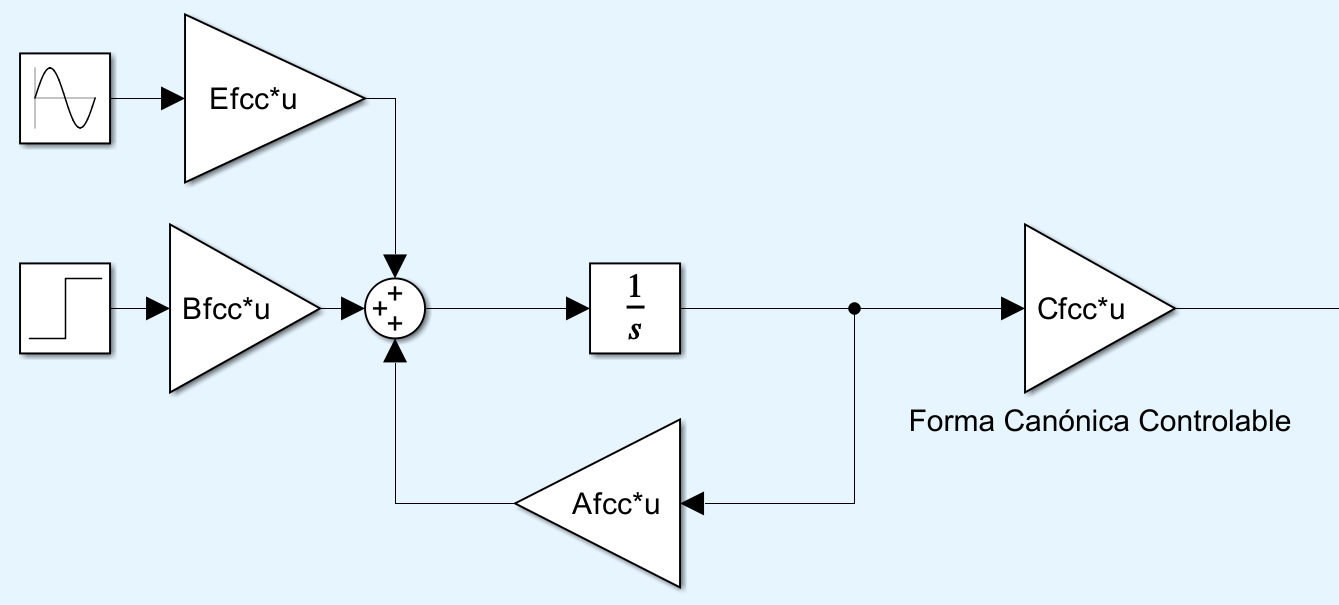 Efcc*u
Bfcc*u
+
+
+
1
s
Cfcc*u
Forma Canónica Controlable
Afcc*u